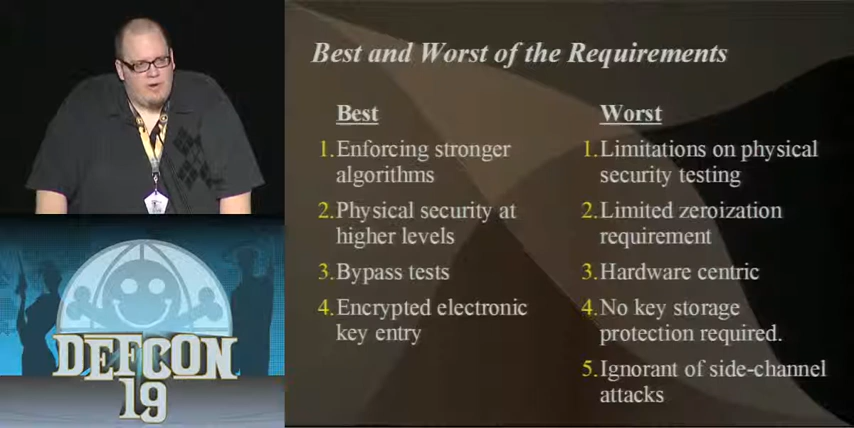 Best and Worst of the Requirements
Best
1. Enforcing stronger
algorithms
2. Physical security at
higher levels
3. Bypass tests
4. Encrypted electronic
key entry
Worst
1. Limitations on physical
security testing
2. Limited zeroization
requirement
3. Hardware centric
4. No key storage
protection required.
5. Ignorant of side-channel
attacks
DEFCON
19